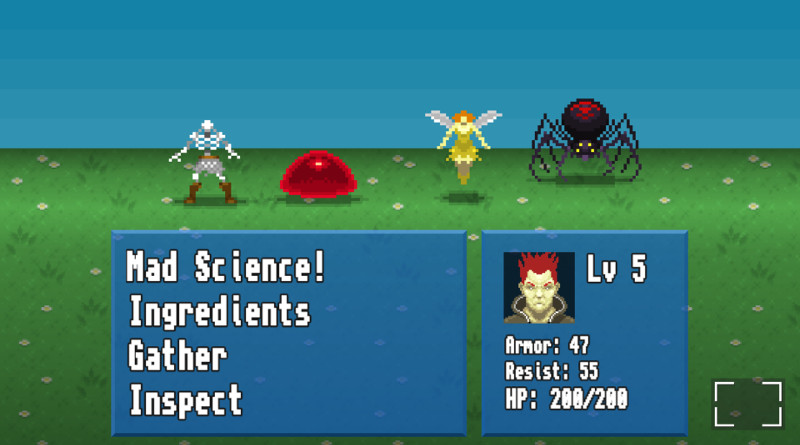 Mad Science!
Ingredients
Gather
Inspect
Lv 5
Armor: 47
Resist: 55
HP: 200/200